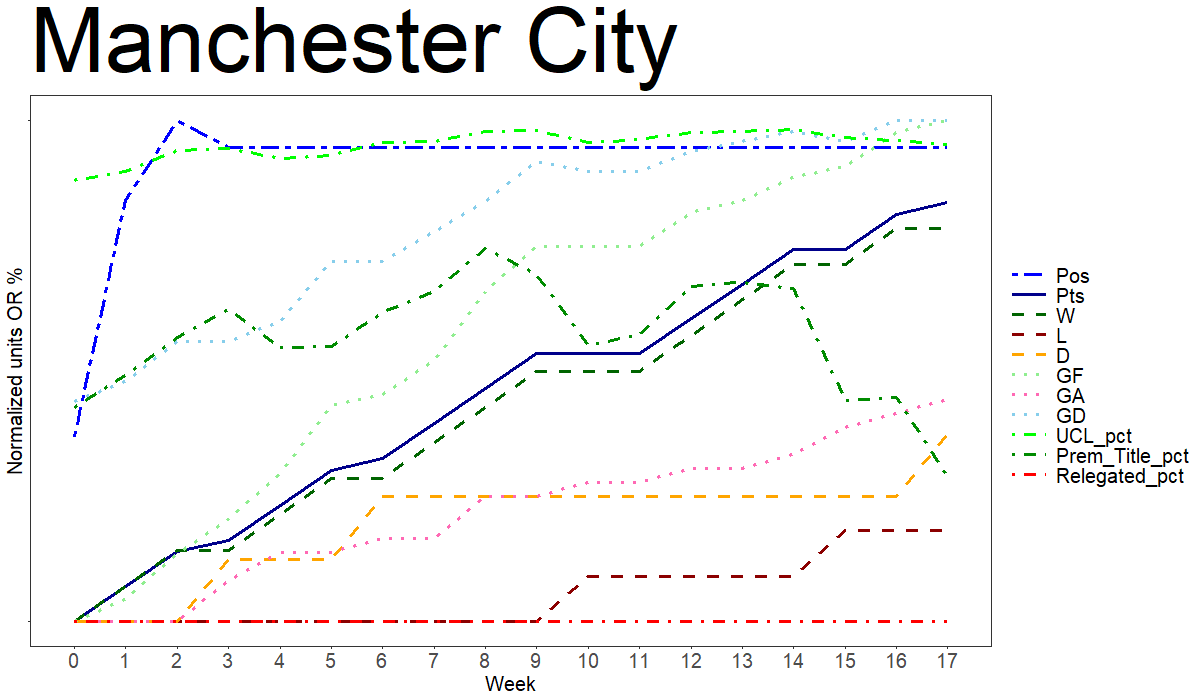 Manchester City
Normalized units OR %
Pos
Pts
W
L
D
GF
GA
GD
UCL_pct
Prem_Title_pct
Relegated_pct
0 1 2 3 4 5 6 7 8 9 10 11 12 13 14 15 16 17
Week